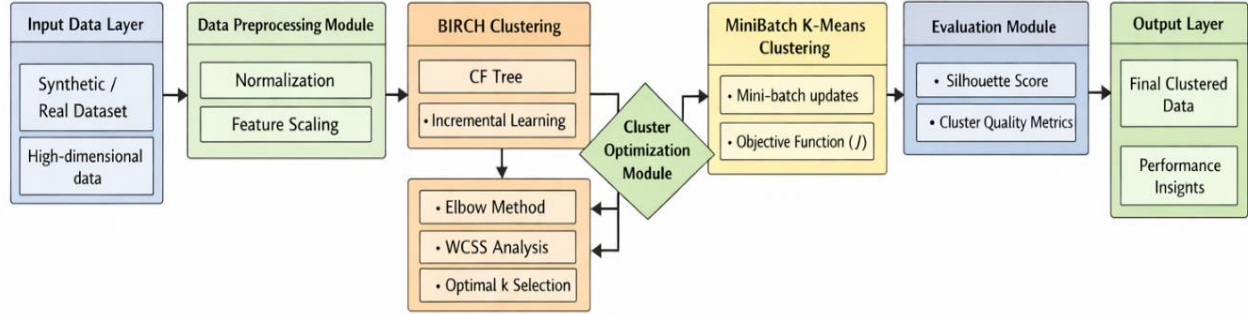 Input Data Layer
Synthetic /
Real Dataset
High-dimensional
data
Data Preprocessing Module
Normalization
Feature Scaling
BIRCH Clustering
CF Tree
• Incremental Learning
• Elbow Method
• WCSS Analysis
• Optimal k Selection
Cluster
Optimization
Module
MiniBatch K-Means
Clustering
• Mini-batch updates
• Objective Function (J)
Evaluation Module
• Silhouette Score
• Cluster Quality Metrics
Output Layer
Final Clustered
Data
Performance
Insights